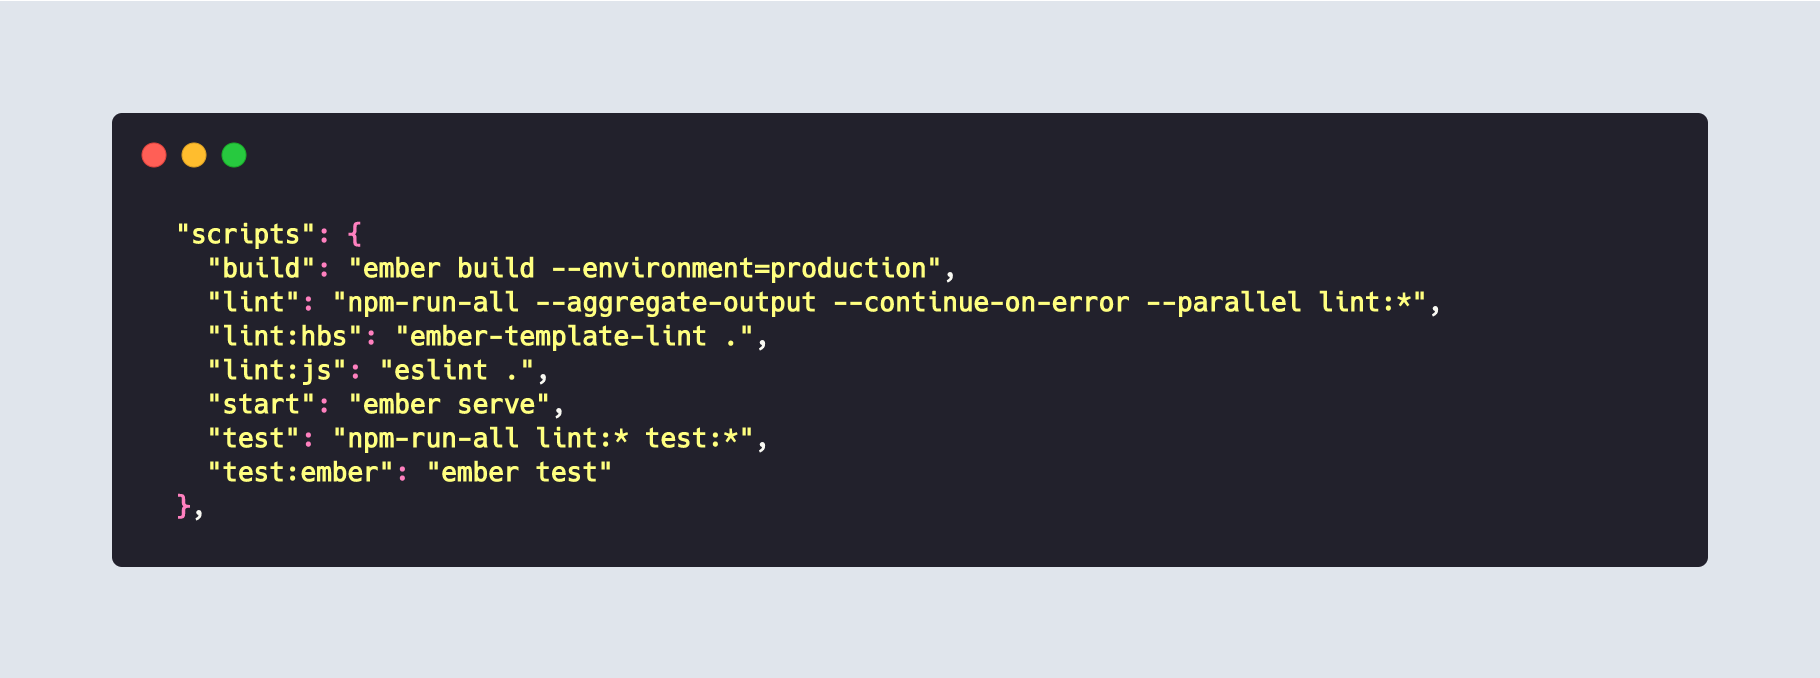 "scripts": {
"build": "ember build --environment=production",
"lint": "npm-run-all --aggregate-output --continue-on-error --parallel lint:*",
"lint:hbs": "ember-template-lint .",
"lint:js": "eslint .",
"start": "ember serve",
"test": "npm-run-all lint:* test:*",
"test:ember": "ember test"
},